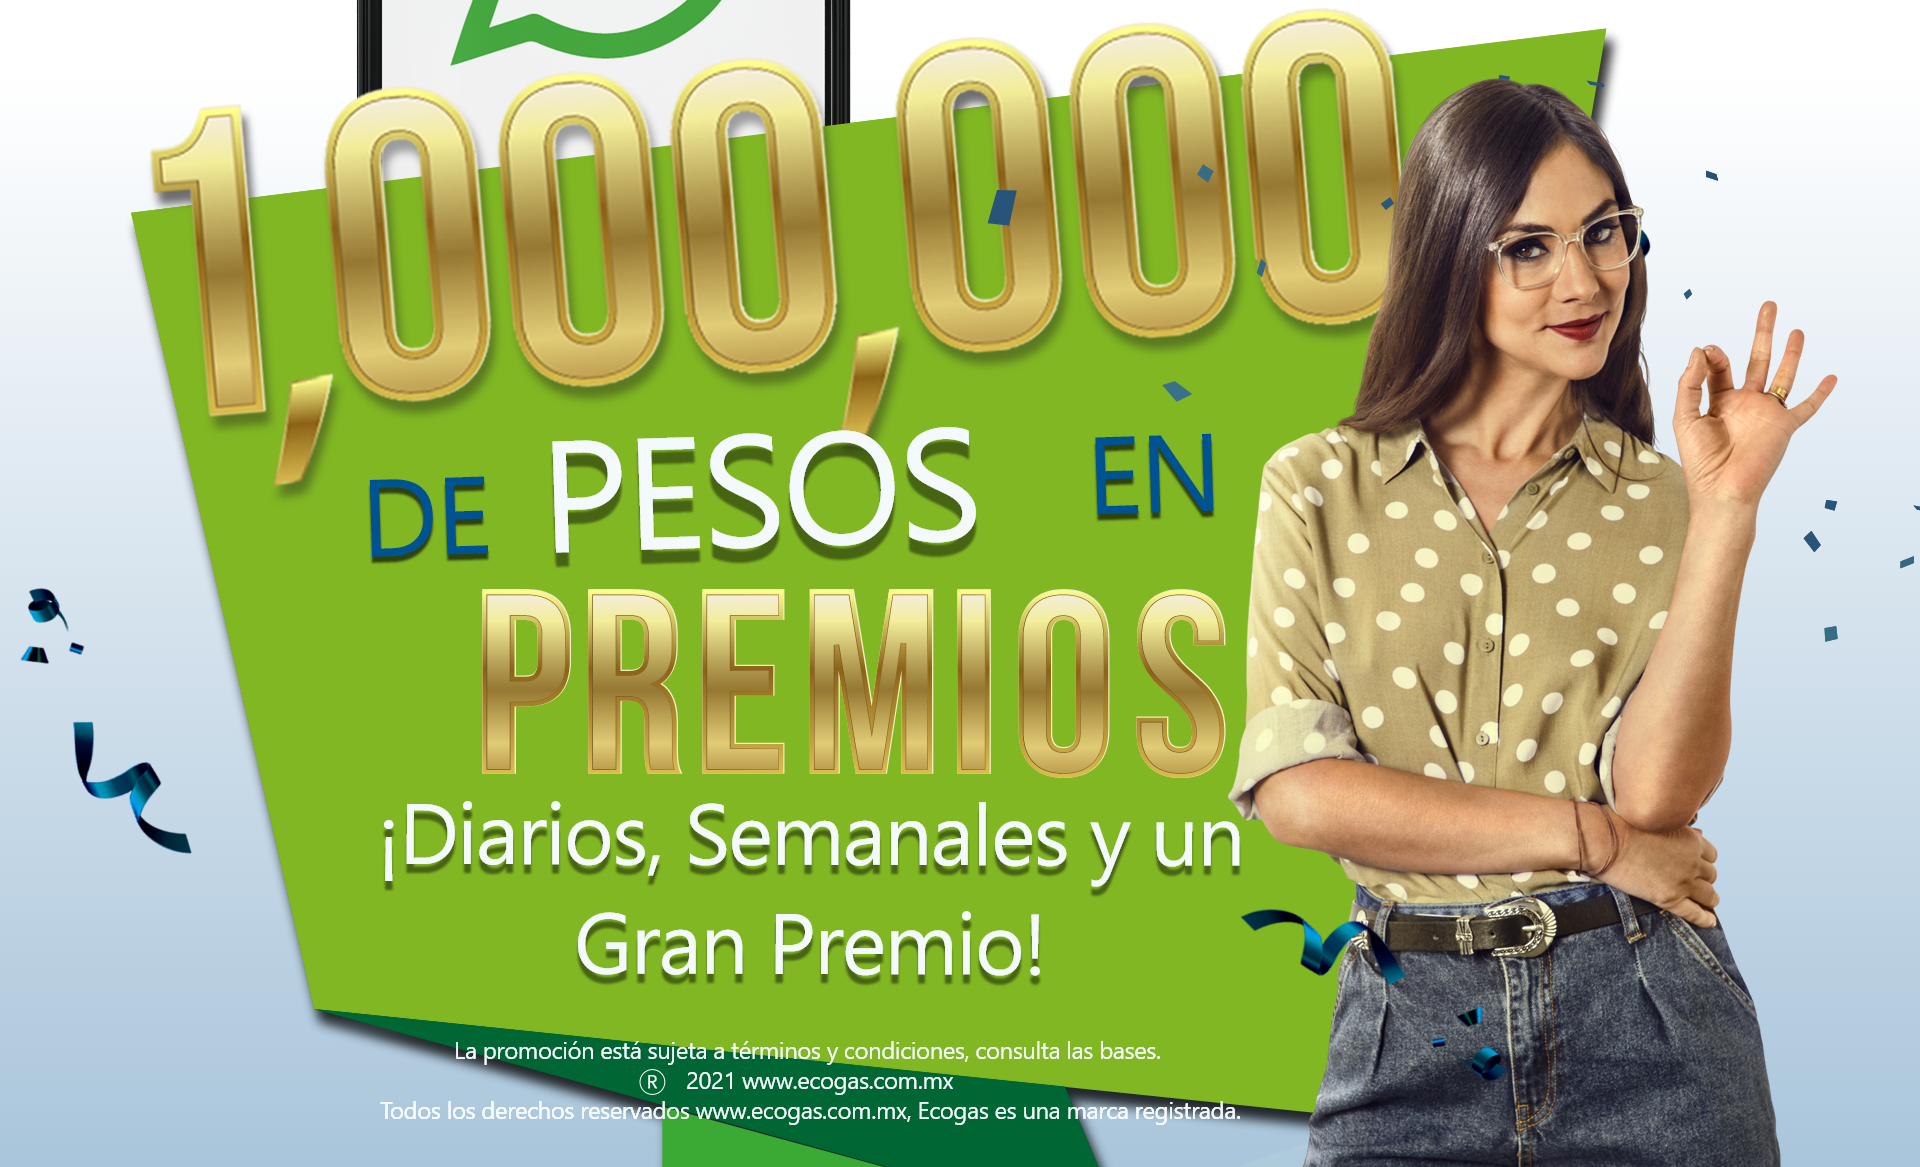 1,000,000
DE PESOS EN
PREMIOS
¡Diarios, Semanales y un
Gran Premio!
La promoción está sujeta a términos y condiciones, consulta las bases.
® 2021 www.ecogas.com.mx
Todos los derechos reservados www.ecogas.com.mx, Ecogas es una marca registrada.